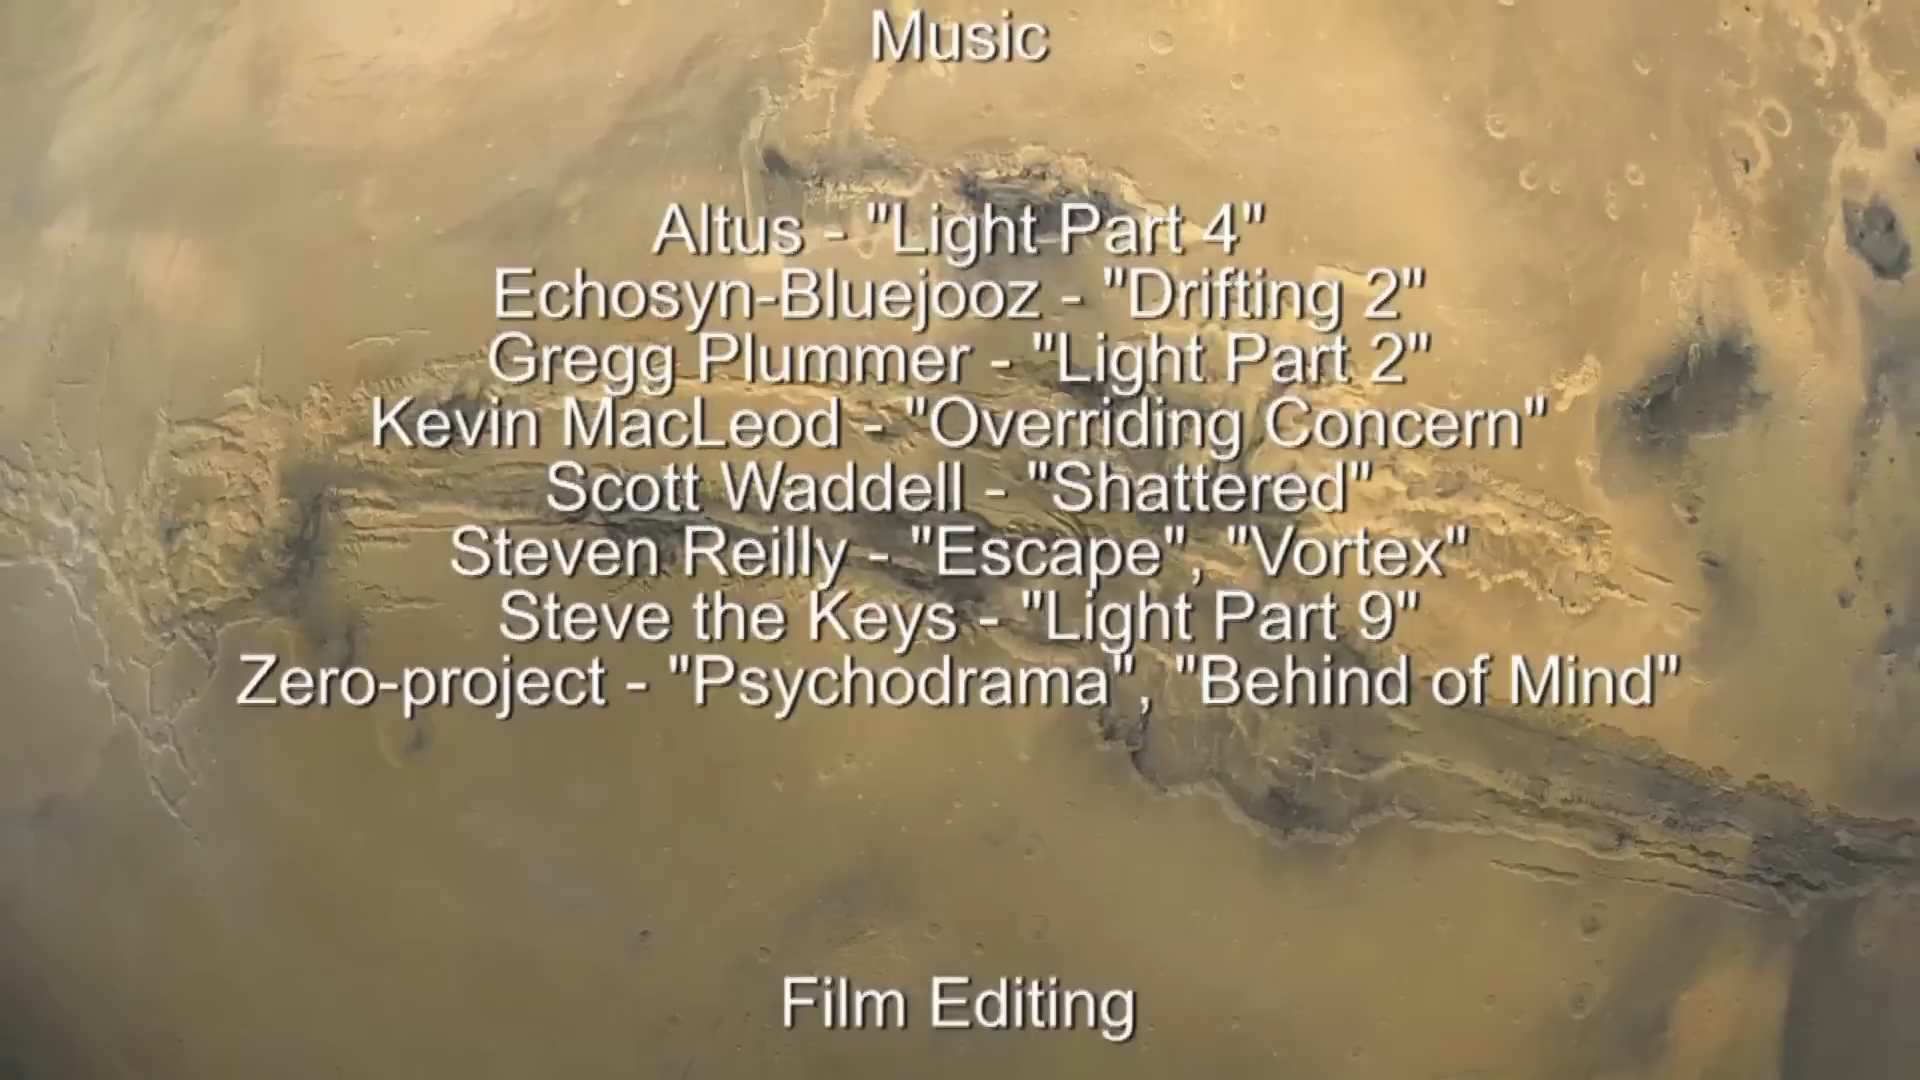 Music
Altus - "Light Part 4"
Echosyn-Bluejooz - "Drifting 2"
Gregg Plummer - "Light Part 2"
Kevin MacLeod - "Overriding Concern"
Scott Waddell - "Shattered"
Steven Reilly - "Escape", "Vortex"
Steve the Keys - "Light Part 9"
Zero-project - "Psychodrama", "Behind of Mind"
Film Editing